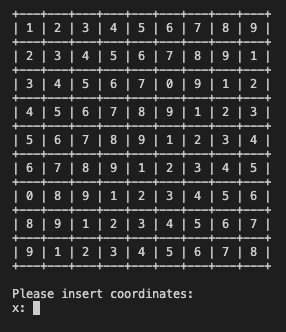 | 1 | 2 | 3 | 4 | 5 | 6 | 7 | 8 | 9 |
| 2 | 3 | 4 | 5 | 6 | 7 | 8 | 9 | 1 |
| 3 | 4 | 5 | 6 | 7 | 0 | 9 | 1 | 2 |
| 4 | 5 | 6 | 7 | 8 | 9 | 1 | 2 | 3 |
| 5 | 6 | 7 | 8 | 9 | 1 | 2 | 3 | 4 |
| 6 | 7 | 8 | 9 | 1 | 2 | 3 | 4 | 5 |
| 0 | 8 | 9 | 1 | 2 | 3 | 4 | 5 | 6 |
| 8 | 9 | 1 | 2 | 3 | 4 | 5 | 6 | 7 |
| 9 | 1 | 2 | 3 | 4 | 5 | 6 | 7 | 8 |
Please insert coordinates:
x: